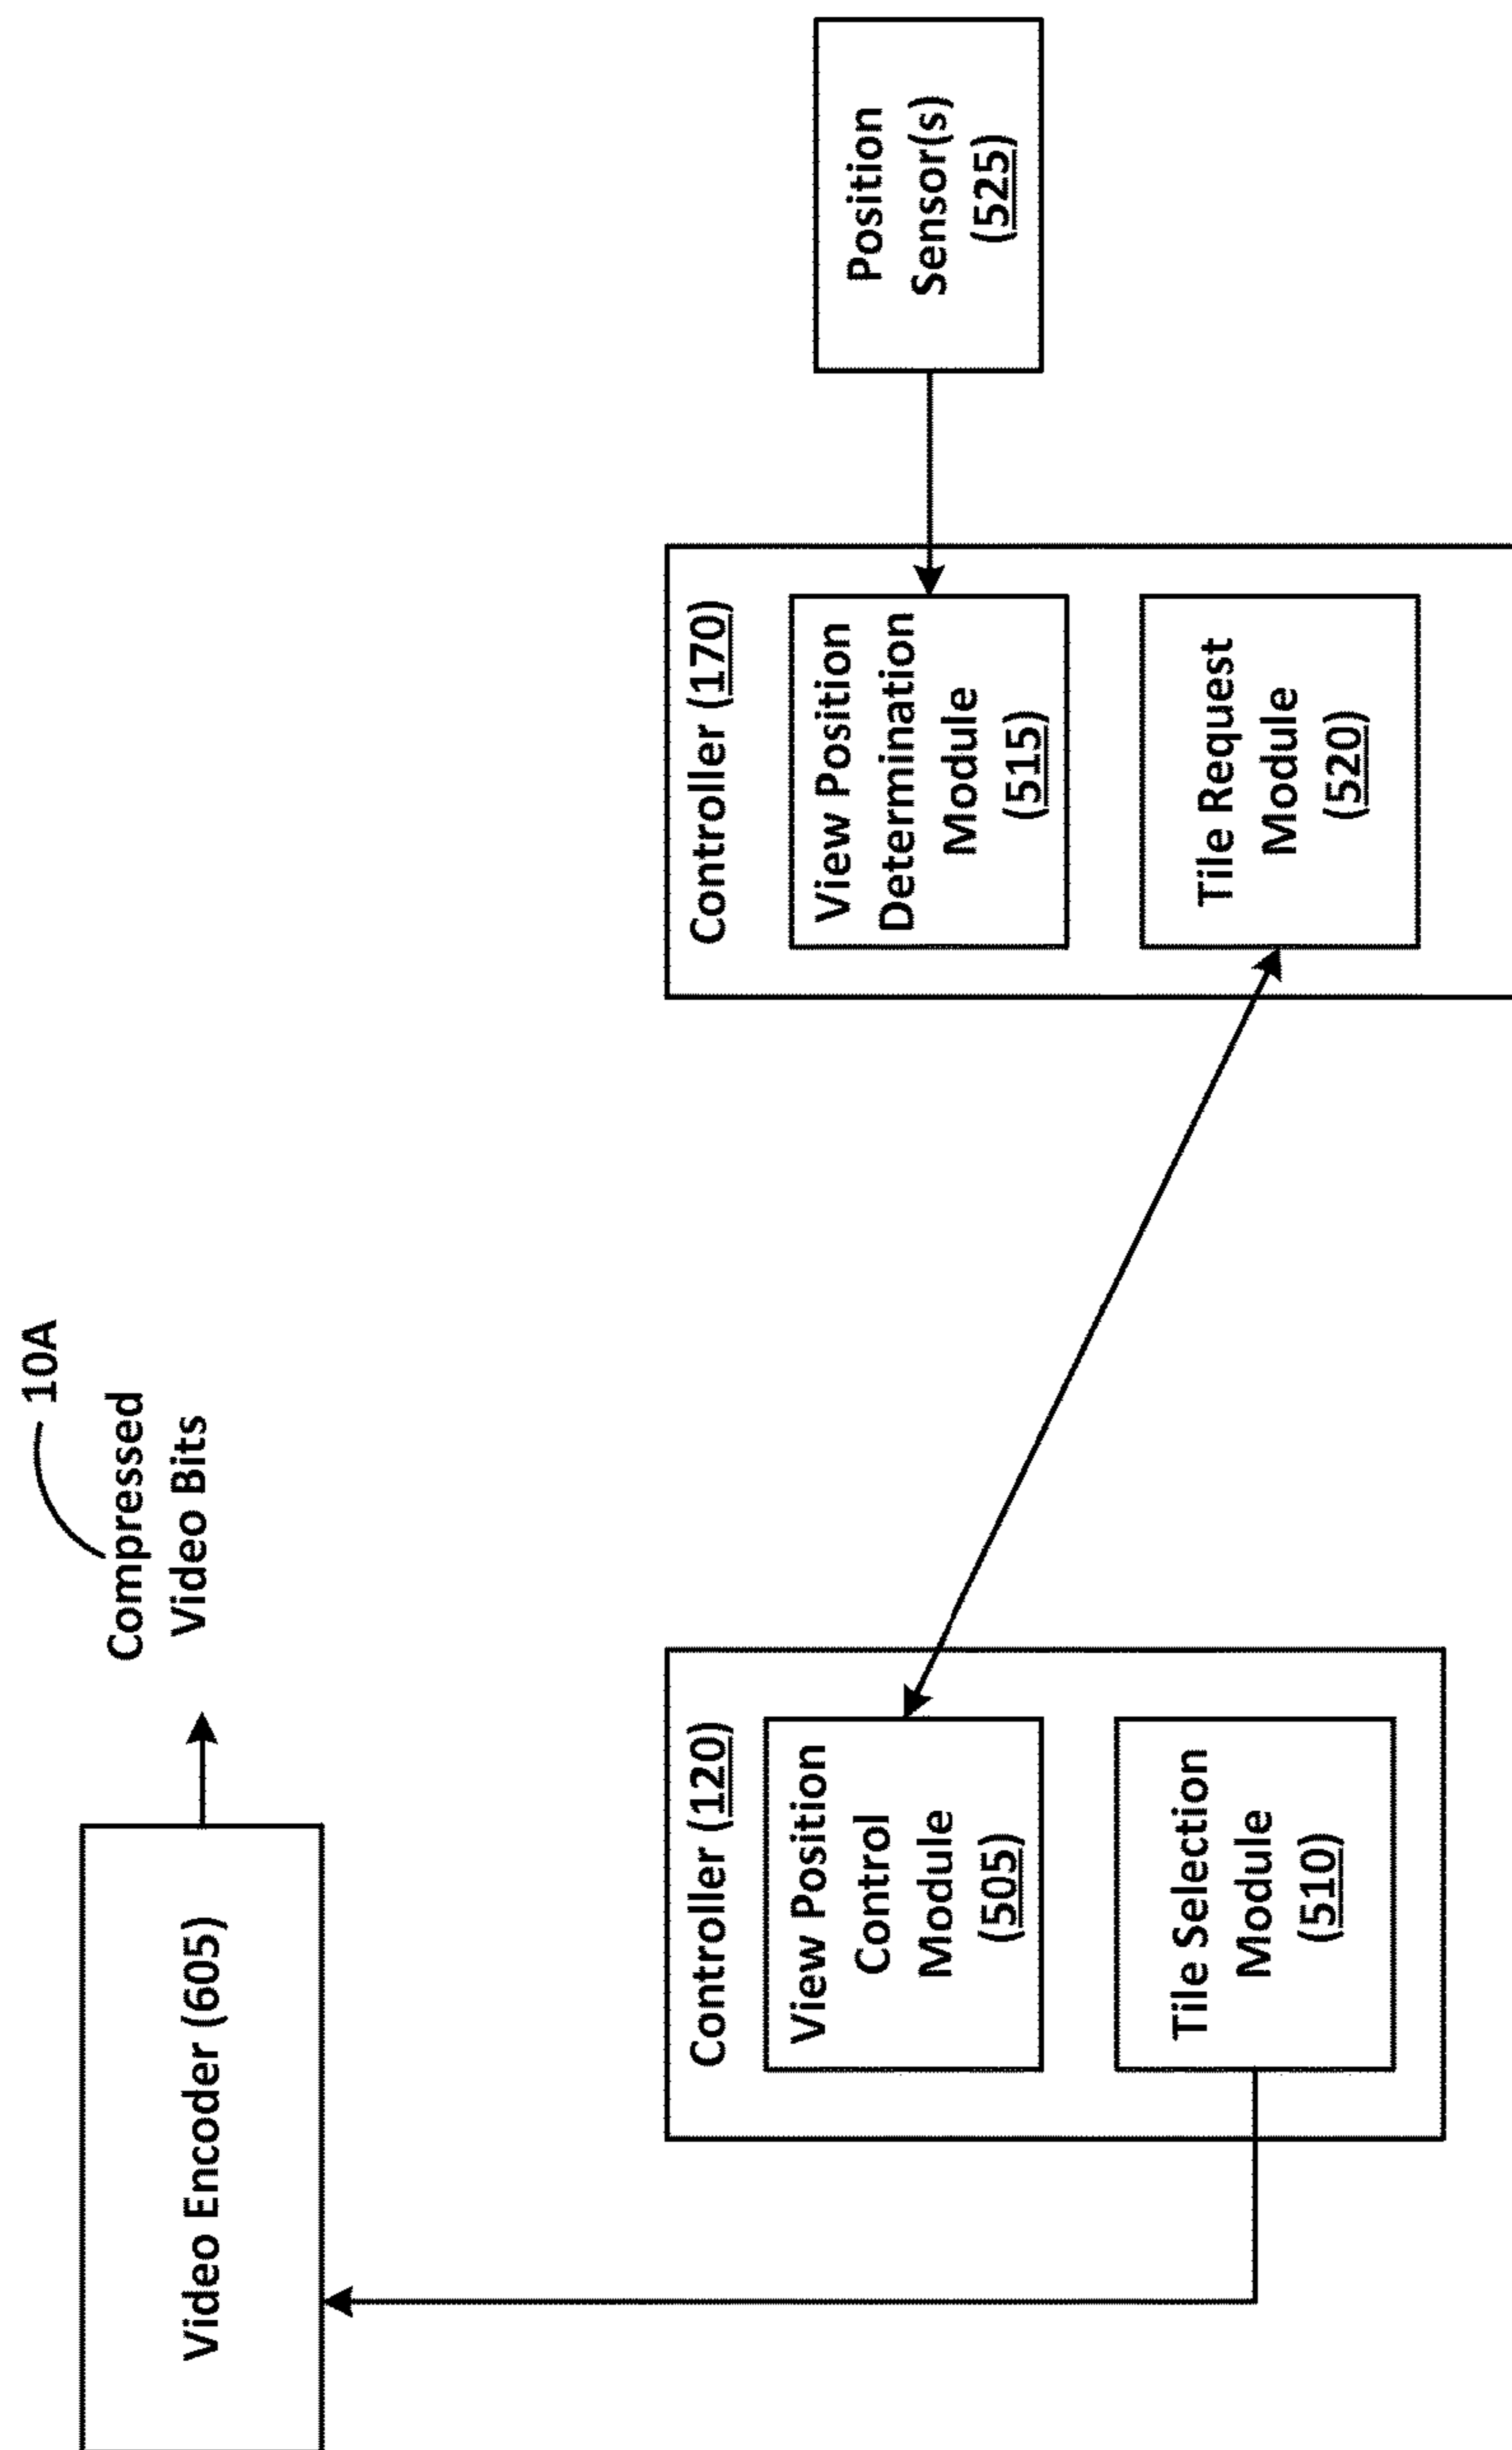 Video Encoder (605)
10A
Compressed
Video Bits
Controller (120)
View Position
Control
Module
(505)
Tile Selection
Module
(510)
Controller (170)
View Position
Determination
Module
(515)
Tile Request
Module
(520)
Position
Sensor(s)
(525)